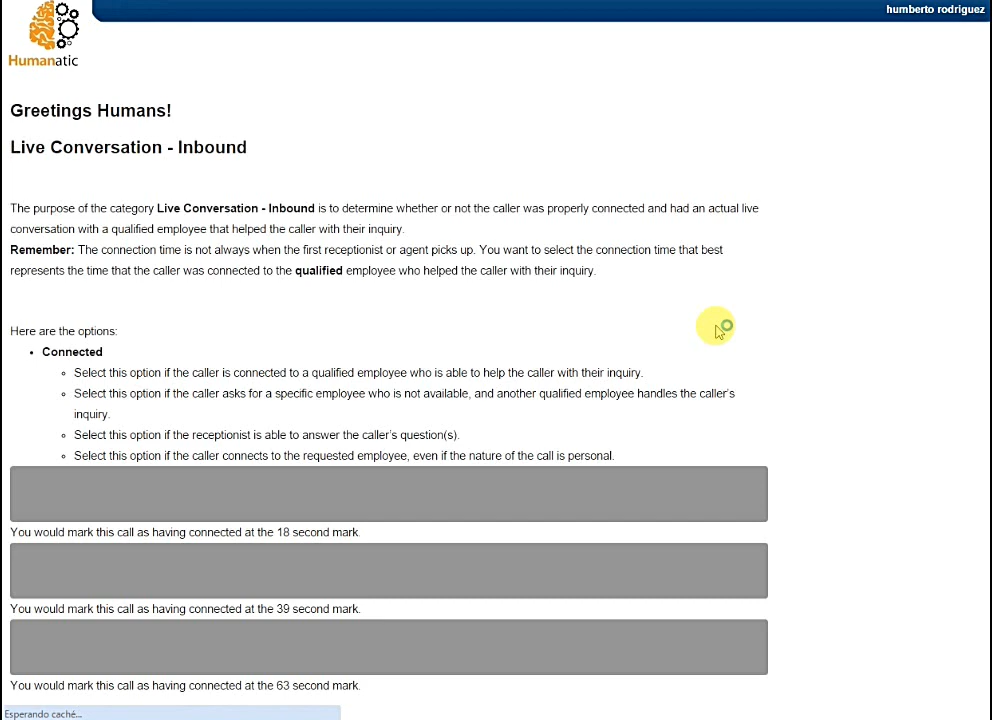 humberto rodriguez
Humanatic
Greetings Humans!
Live Conversation - Inbound
The purpose of the category Live Conversation - Inbound is to determine whether or not the caller was properly connected and had an actual live
conversation with a qualified employee that helped the caller with their inquiry.
Remember: The connection time is not always when the first receptionist or agent picks up. You want to select the connection time that best
represents the time that the caller was connected to the qualified employee who helped the caller with their inquiry.
Here are the options:
• Connected
◦ Select this option if the caller is connected to a qualified employee who is able to help the caller with their inquiry.
◦ Select this option if the caller asks for a specific employee who is not available, and another qualified employee handles the caller's
inquiry.
◦ Select this option if the receptionist is able to answer the caller's question(s).
◦ Select this option if the caller connects to the requested employee, even if the nature of the call is personal.
You would mark this call as having connected at the 18 second mark.
You would mark this call as having connected at the 39 second mark.
You would mark this call as having connected at the 63 second mark.
Esperando caché...